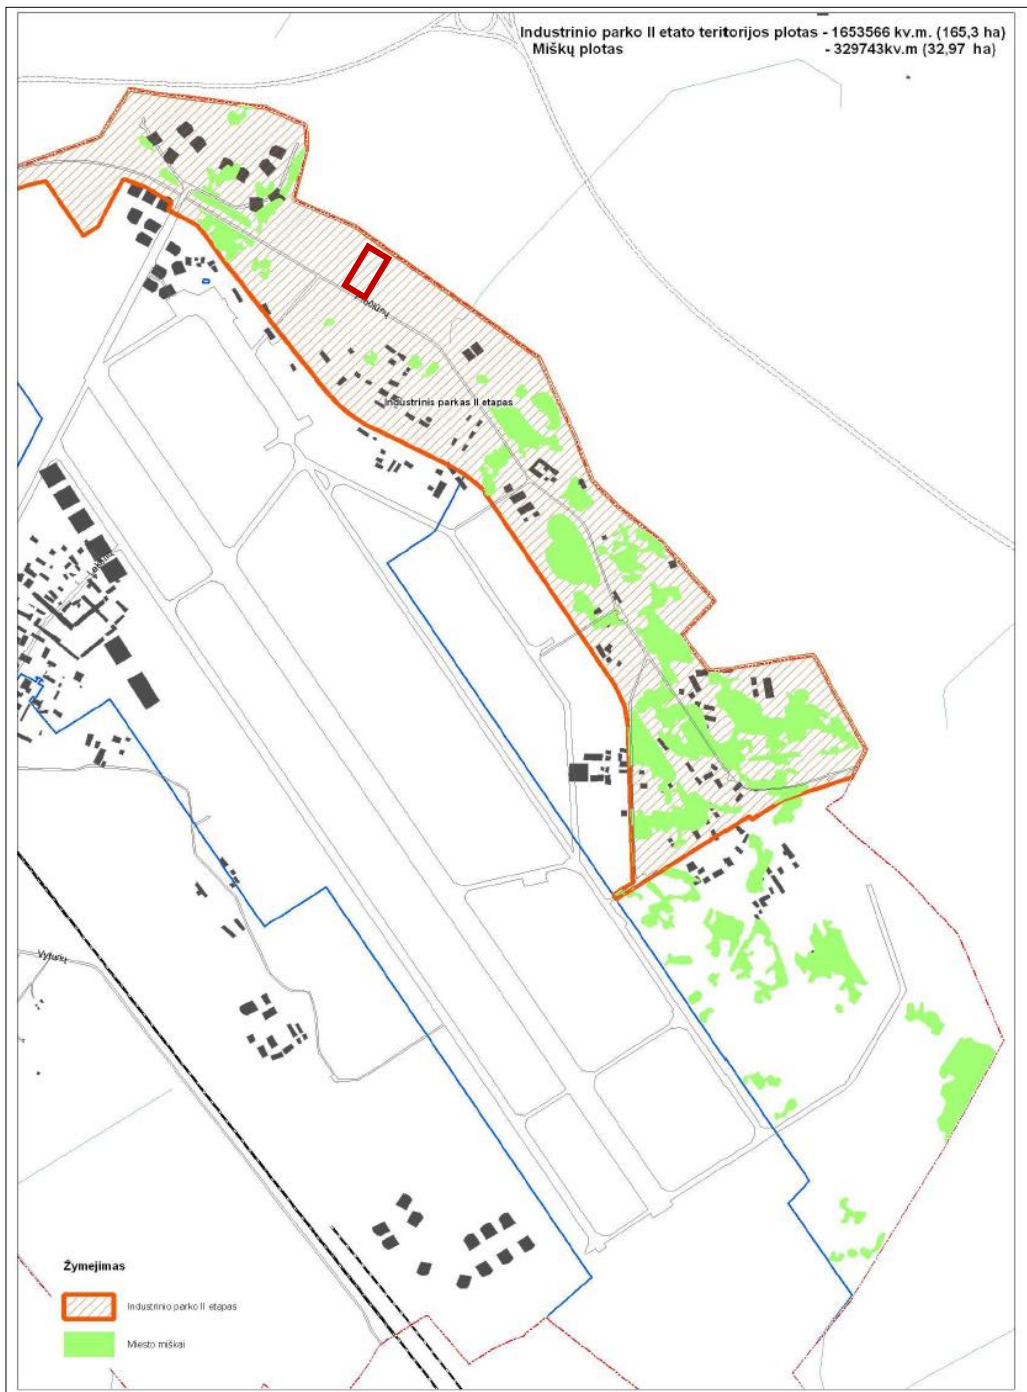 Industrinio parko II etato teritorijos plotas - 1653566 kv.m. (165,3 ha)
Miškų plotas - 329743kv.m (32,97 ha)
Industrinis parkas II etapas
Žymejimas
Industrinio parko II etapas
Miesto miškai